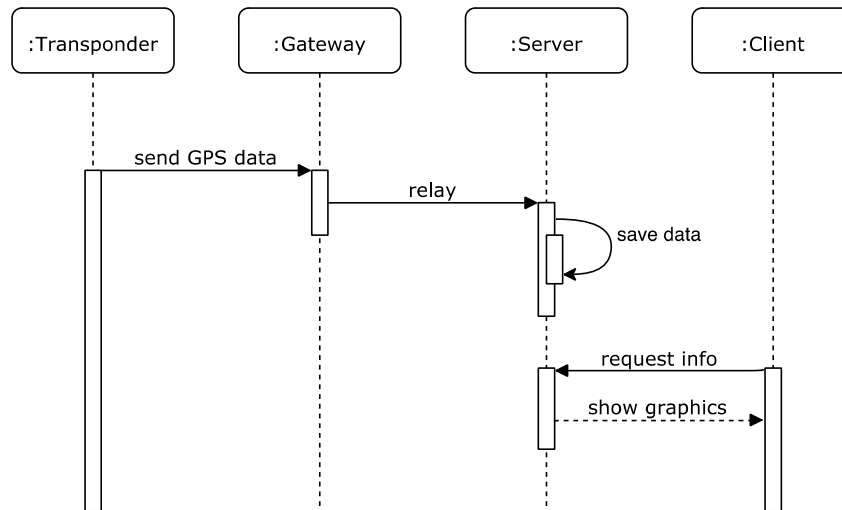 :Transponder
:Gateway
:Server
:Client
send GPS data
relay
save data
request info
show graphics